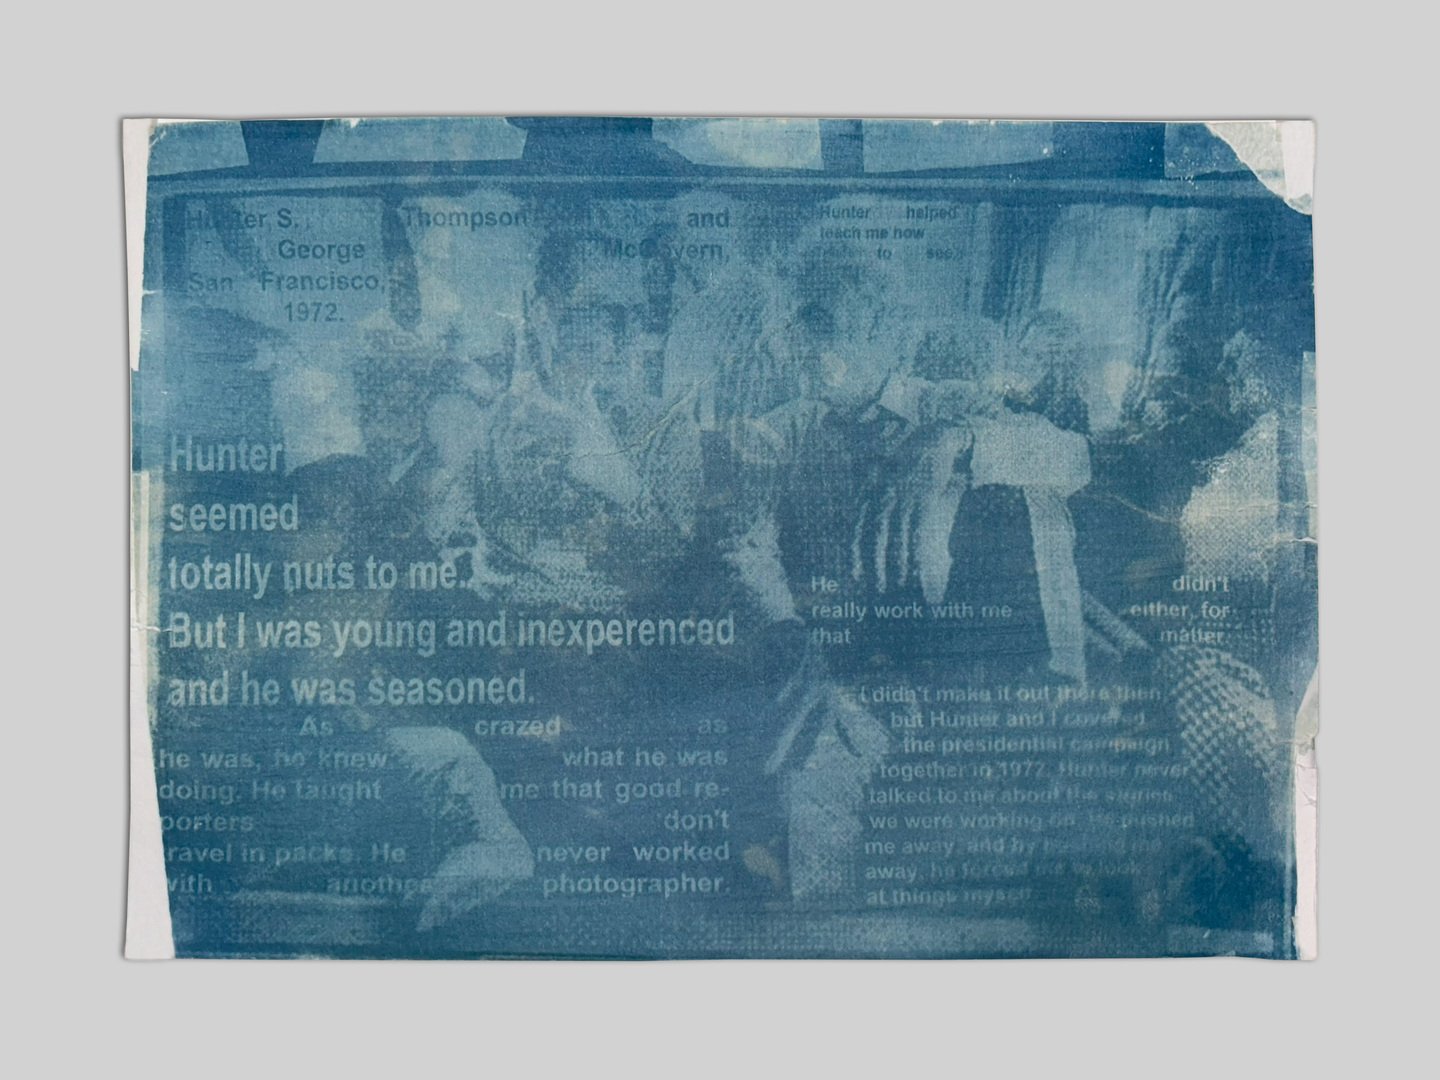 Hunter S. Thompson and
George McGovern,
San Francisco,
1972.
Hunter helped
teach me how
to see.
Hunter
seemed
totally nuts to me.
But I was young and inexperenced
and he was seasoned.
As crazed as
he was, he knew what he was
doing. He taught me that good re-
porters don't
ravel in packs. He never worked
with another photographer.
He didn't
really work with me either, for
that matter.
I didn't make it out there then
but Hunter and I covered
the presidential campaign
together in 1972. Hunter never
talked to me about the stories
we were working on. He pushed
me away, and by me
away, he forced me to look
at things myself